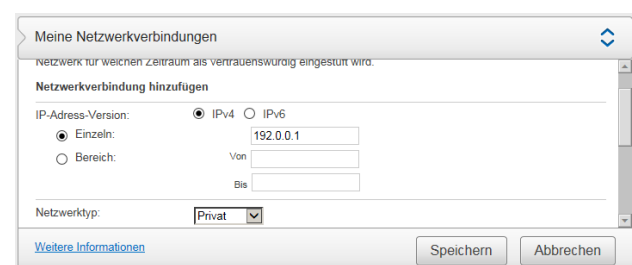 Meine Netzwerkverbindungen
Netzwerk für welchen Zeitraum als vertrauenswürdig eingestuft wird.
Netzwerkverbindung hinzufügen
IP-Adress-Version: IPv4 IPv6
Einzeln: 192.0.0.1
Bereich: Von
Bis
Netzwerktyp: Privat
Weitere Informationen Speichern Abbrechen